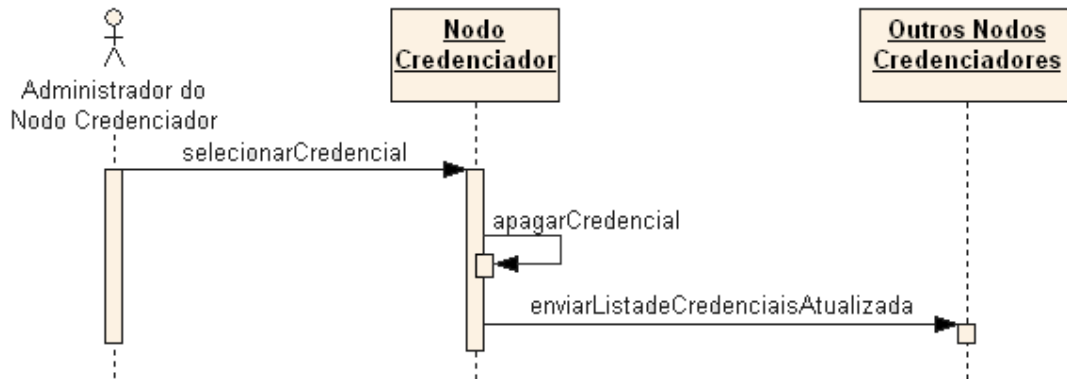 Nodo
Credenciador
Outros Nodos
Credenciadores
Administrador do
Nodo Credenciador
selecionarCredencial
apagarCredencial
enviarListadeCredenciaisAtualizada